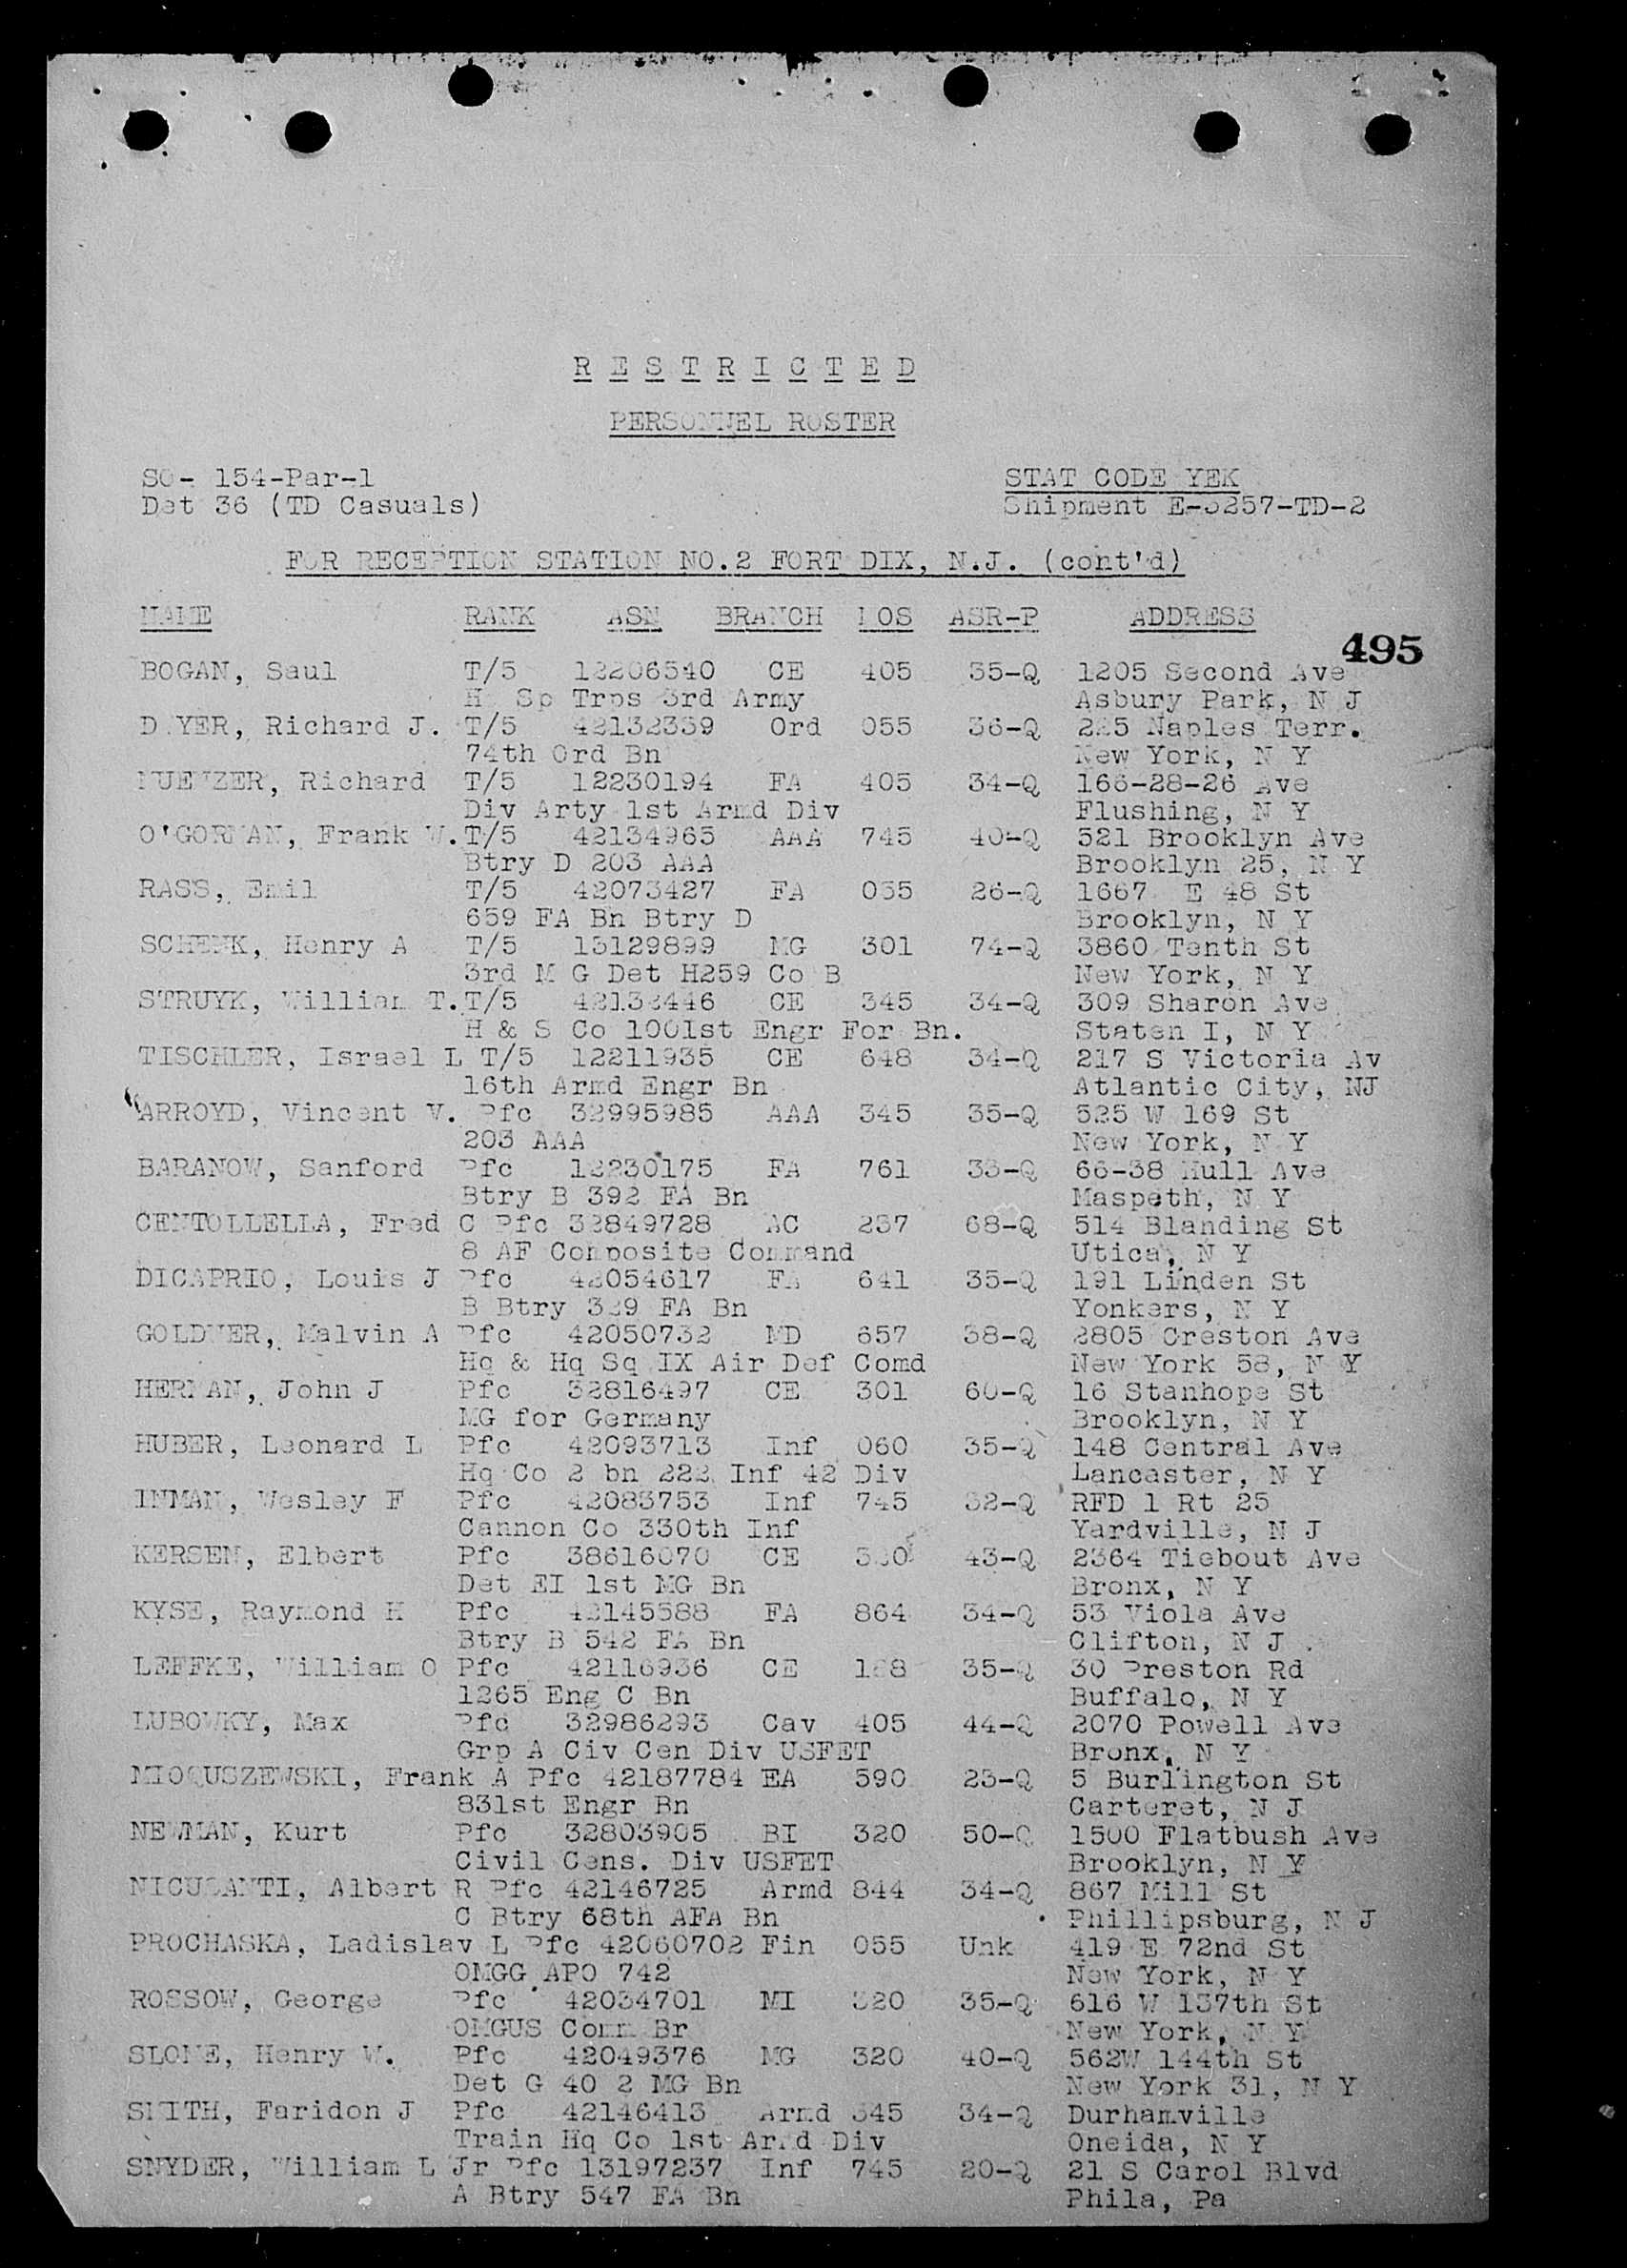 R E S T R I C T E D
PERSONNEL ROSTER
SO- 154-Par-1 STAT CODE YEK
Det 36 (TD Casuals) Shipment E-5257-TD-2
FOR RECEPTION STATION NO.2 FORT DIX, N.J. (cont'd)
NAME RANK ASN BRANCH MOS ASR-P ADDRESS
495
BOGAN, Saul T/5 12206540 CE 405 35-Q 1205 Second Ave
Sp Trps 3rd Army Asbury Park, N J
Richard J. T/5 42132359 Ord 055 36-Q Naples Terr.
74th Ord Bn New York, N Y
Richard T/5 12230194 FA 405 34-Q 166-28-26 Ave
Div Arty 1st Armd Div Flushing, N Y
O'GORMAN, Frank W. T/5 42134965 AAA 745 40-Q 521 Brooklyn Ave
Btry D 203 AAA Brooklyn 25, N Y
RASS, Emil T/5 42073427 FA 035 26-Q 1667 E 48 St
659 FA Bn Btry D Brooklyn, N Y
SCHENK, Henry A T/5 13129899 MG 301 74-Q 3860 Tenth St
3rd M G Det H259 Co B New York, N Y
STRUYK, William T. T/5 42132446 CE 345 34-Q 309 Sharon Ave
H & S Co 1001st Engr For Bn. Staten I, N Y
TISCHLER, Israel L T/5 12211935 CE 648 34-Q 217 S Victoria Av
16th Armd Engr Bn Atlantic City, NJ
ARROYD, Vincent V. Pfc 32995985 AAA 345 35-Q 525 W 169 St
203 AAA New York, N Y
BARANOW, Sanford Pfc 12230175 FA 761 33-Q 66-38 Hull Ave
Btry B 392 FA Bn Maspeth, N Y
CENTOLLELLA, Fred C Pfc 32849728 AC 237 68-Q 514 Blanding St
8 AF Composite Command Utica, N Y
DICAPRIO, Louis J Pfc 42054617 FA 641 35-Q 191 Linden St
B Btry 329 FA Bn Yonkers, N Y
GOLDNER, Malvin A Pfc 42050732 MD 657 38-Q 2805 Creston Ave
Hq & Hq Sq IX Air Def Comd New York 58, N Y
HERMAN, John J Pfc 32816497 CE 301 60-Q 16 Stanhope St
MG for Germany Brooklyn, N Y
HUBER, Leonard L Pfc 42093713 Inf 060 35-Q 148 Central Ave
Hq Co 2 bn 222 Inf 42 Div Lancaster, N Y
INMAN, Wesley F Pfc 42083753 Inf 745 32-Q RFD 1 Rt 25
Cannon Co 330th Inf Yardville, N J
KERSEN, Elbert Pfc 38616070 CE 43-Q 2364 Tiebout Ave
Det EI 1st MG Bn Bronx, N Y
KYSE, Raymond H Pfc 42145588 FA 864 34-Q 53 Viola Ave
Btry B 542 FA Bn Clifton, N J
LEFFKE, William O Pfc 42116936 CE 35-Q 30 Preston Rd
1265 Eng C Bn Buffalo, N Y
LUBOWKY, Max Pfc 32986293 Cav 405 44-Q 2070 Powell Ave
Grp A Civ Cen Div USFET Bronx, N Y
MIOGUSZEWSKI, Frank A Pfc 42187784 EA 590 23-Q 5 Burlington St
831st Engr Bn Carteret, N J
NEWMAN, Kurt Pfc 32803905 BI 320 50-Q 1500 Flatbush Ave
Civil Cens. Div USFET Brooklyn, N Y
Albert R Pfc 42146725 Armd 844 34-Q 867 Mill St
C Btry 68th AFA Bn Phillipsburg, N J
PROCHASKA, Ladislav L Pfc 42060702 Fin 055 Unk 419 E 72nd St
OMGG APO 742 New York, N Y
ROSSOW, George Pfc 42034701 MI 320 35-Q 616 W 137th St
OMGUS Comm Br New York, N Y
SLONE, Henry W. Pfc 42049376 MG 320 40-Q 562W 144th St
Det G 40 2 MG Bn New York 31, N Y
SMITH, Faridon J Pfc 42146413 Armd 345 34-Q Durhamville
Train Hq Co 1st Armd Div Oneida, N Y
SNYDER, William L Jr Pfc 13197237 Inf 745 20-Q 21 S Carol Blvd
A Btry 547 FA Bn Phila, Pa